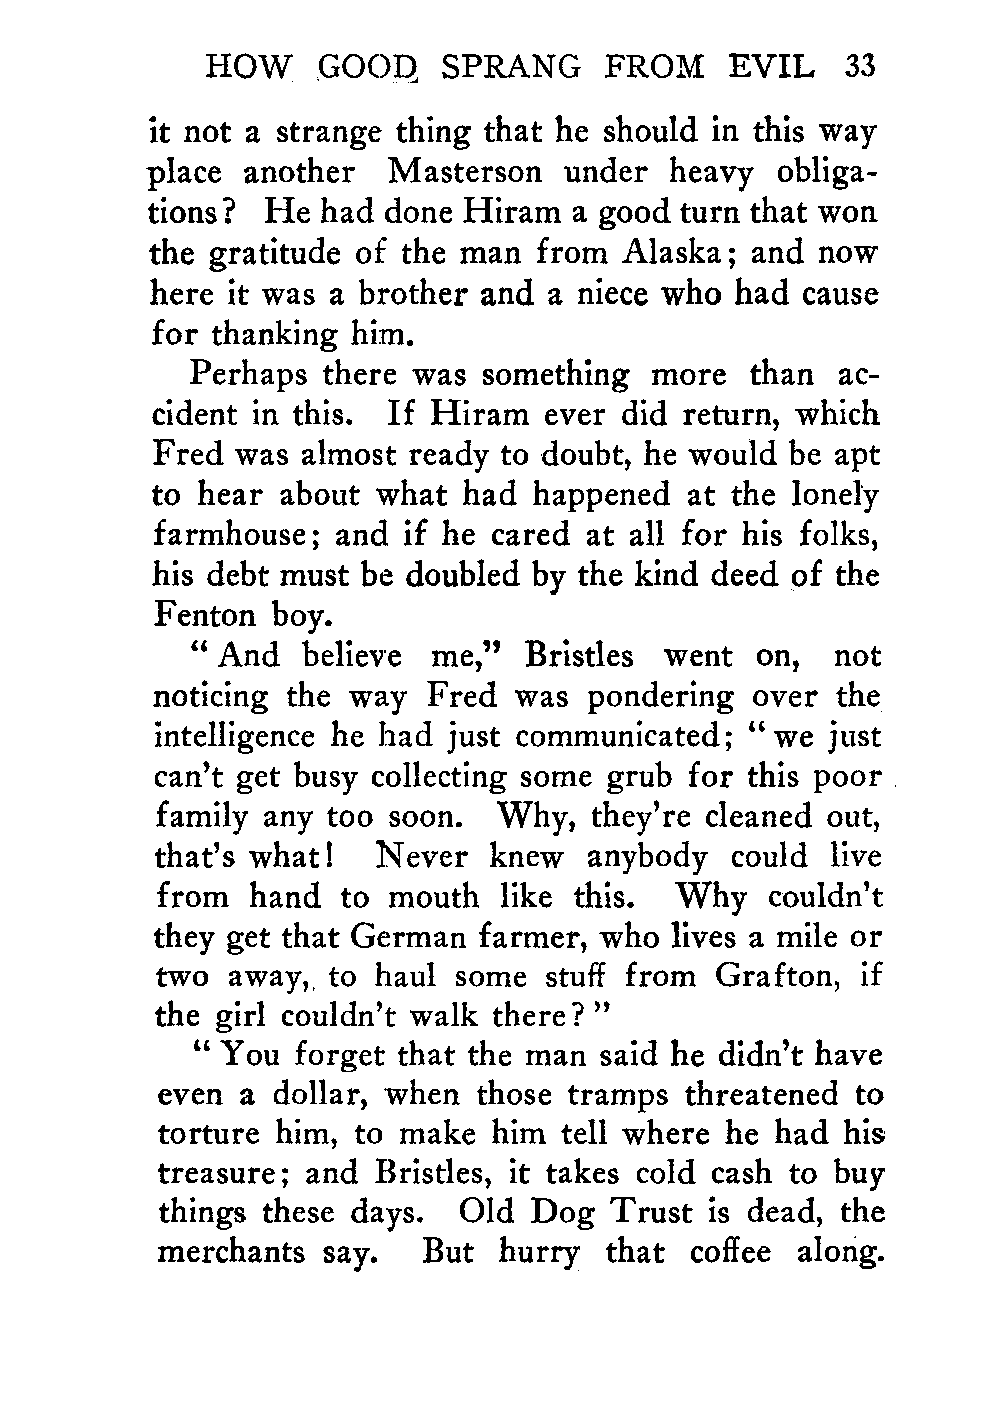 HOW GOOD SPRANG FROM EVIL 33
it not a strange thing that he should in this way
place another Masterson under heavy obliga-
tions? He had done Hiram a good turn that won
the gratitude of the man from Alaska; and now
here it was a brother and a niece who had cause
for thanking him.
Perhaps there was something more than ac-
cident in this. If Hiram ever did return, which
Fred was almost ready to doubt, he would be apt
to hear about what had happened at the lonely
farmhouse; and if he cared at all for his folks,
his debt must be doubled by the kind deed of the
Fenton boy.
“ And believe me,” Bristles went on, not
noticing the way Fred was pondering over the
intelligence he had just communicated; “ we just
can't get busy collecting some grub for this poor
family any too soon. Why, they're cleaned out,
that's what! Never knew anybody could live
from hand to mouth like this. Why couldn't
they get that German farmer, who lives a mile or
two away, to haul some stuff from Grafton, if
the girl couldn't walk there? ”
“ You forget that the man said he didn't have
even a dollar, when those tramps threatened to
torture him, to make him tell where he had his
treasure; and Bristles, it takes cold cash to buy
things these days. Old Dog Trust is dead, the
merchants say. But hurry that coffee along.